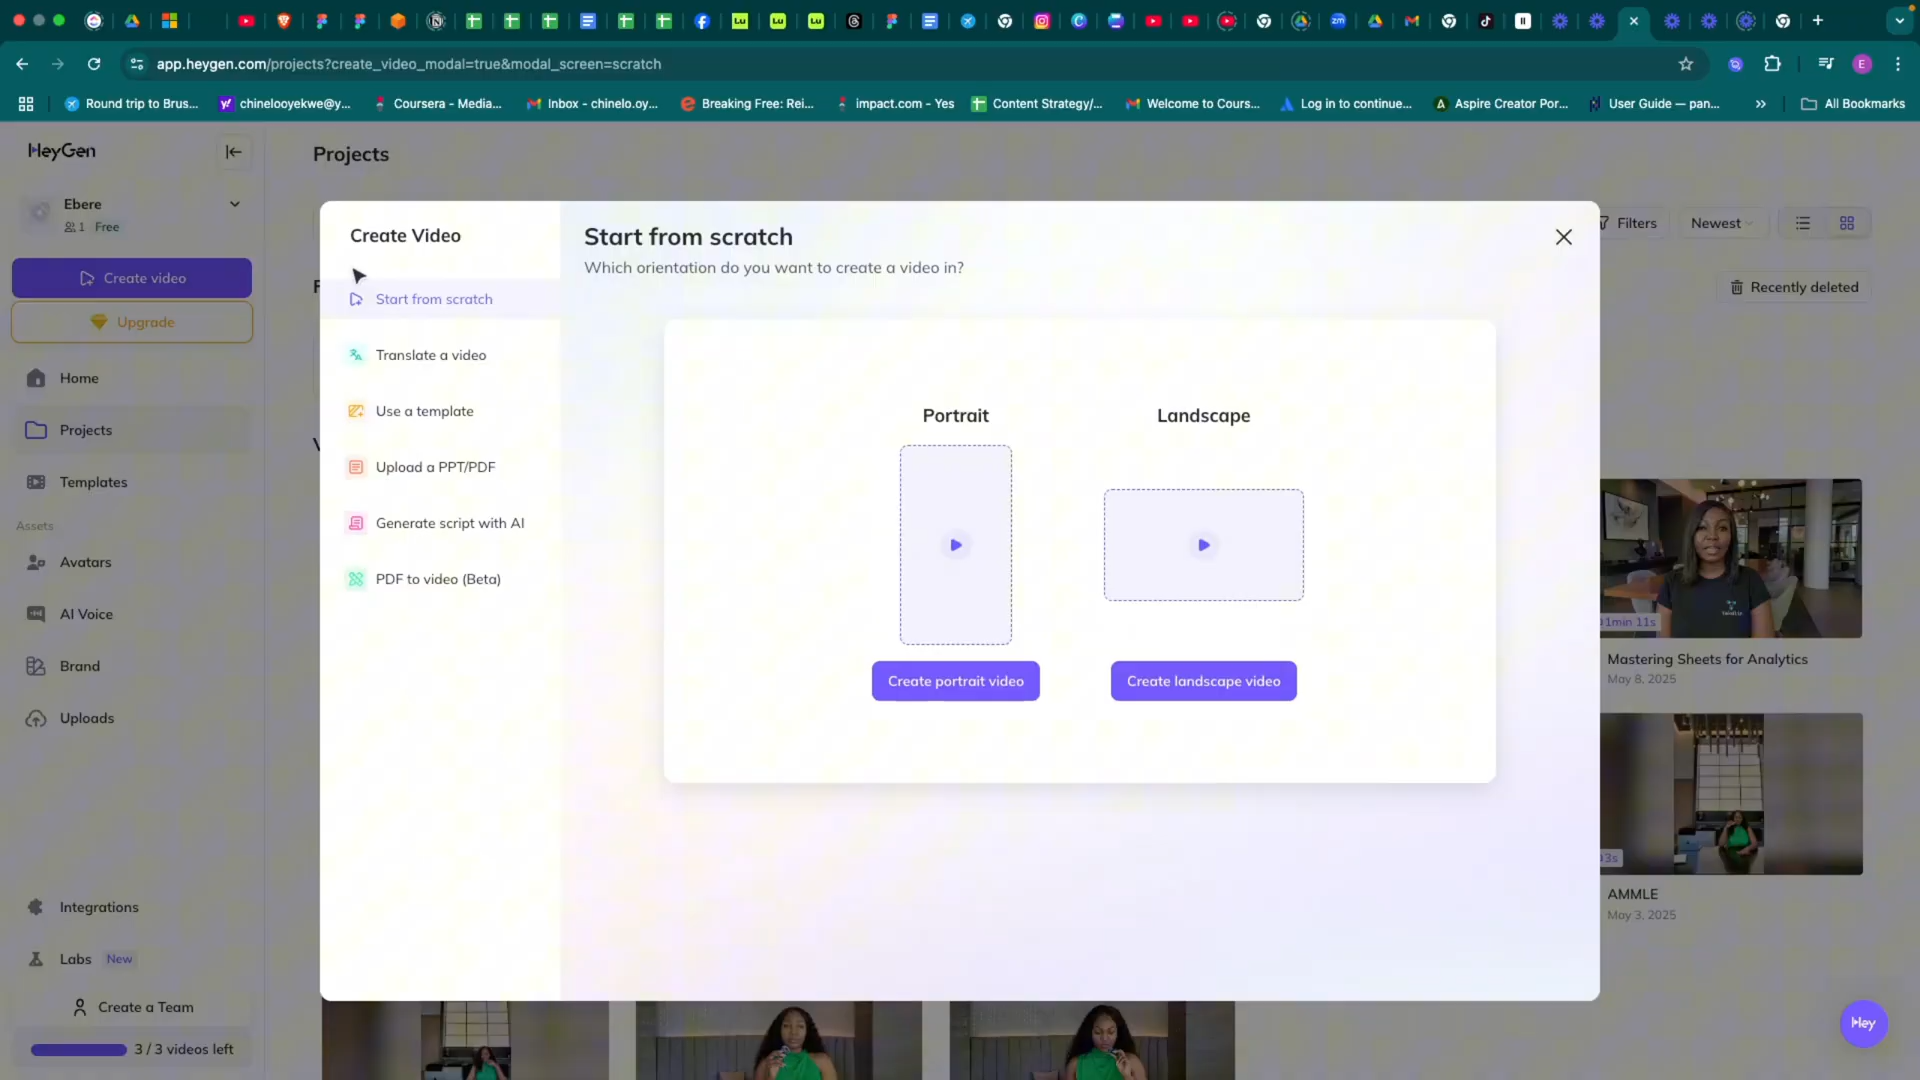 app.heygen.com/projects?create_video_modal=true&modal_screen=scratch
Round trip to Brus...
chinelooyekwe@y...
Coursera - Media...
Inbox - chinelo.oy...
Breaking Free: Rei...
impact.com - Yes
Content Strategy/...
Welcome to Cours...
Log in to continue...
Aspire Creator Por...
User Guide — pan...
All Bookmarks
HeyGen
Projects
Ebere
1 Free
Create video
Upgrade
Home
Projects
Templates
Assets
Avatars
AI Voice
Brand
Uploads
Integrations
Labs New
Create a Team
3 / 3 videos left
Create Video
Start from scratch
Translate a video
Use a template
Upload a PPT/PDF
Generate script with AI
PDF to video (Beta)
Start from scratch
Which orientation do you want to create a video in?
Portrait
Landscape
Create portrait video
Create landscape video
Filters
Newest
Recently deleted
1min 11s
Mastering Sheets for Analytics
May 8, 2025
3s
AMMLE
May 3, 2025
Hey